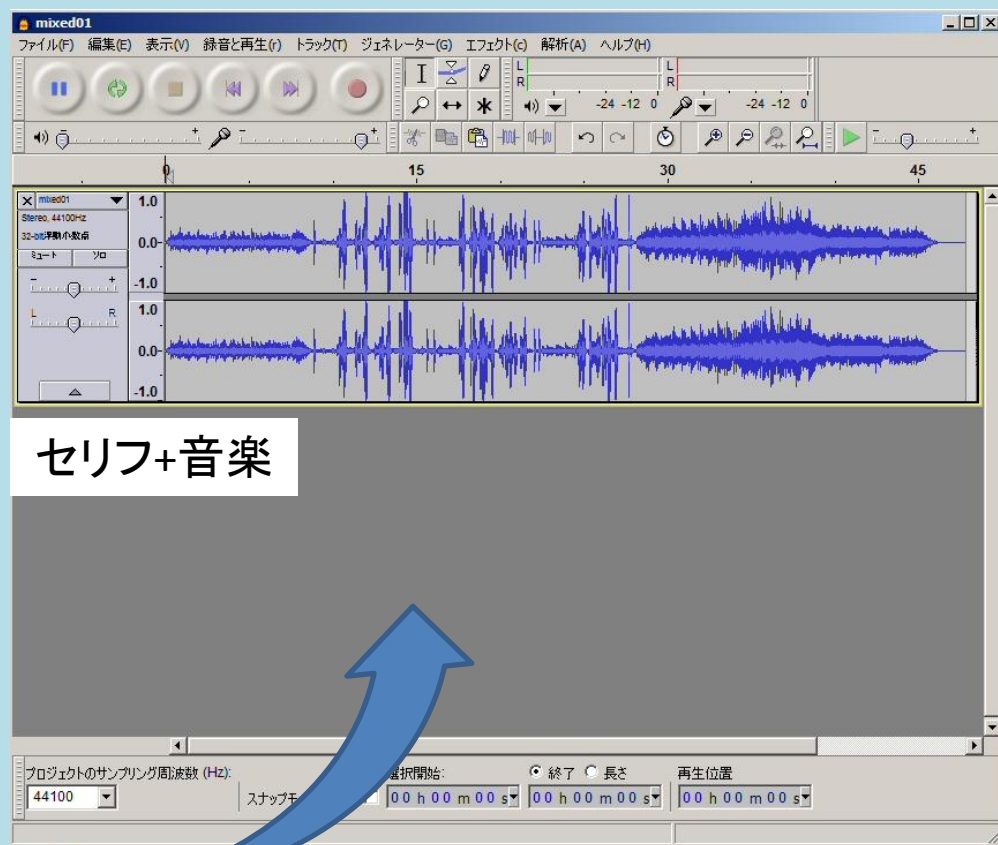 mixed01
ファイル(F) 編集(E) 表示(V) 録音と再生(r) トラック(T) ジェネレーター(G) エフェクト(c) 解析(A) ヘルプ(H)
L
R
-24 -12 0
L
R
-24 -12 0
- + - + - +
0 15 30 45
mixed01
Stereo, 44100Hz
32-bit浮動小数点
ミュート ソロ
- +
L R
1.0
0.0
-1.0
1.0
0.0
-1.0
セリフ+音楽
プロジェクトのサンプリング周波数 (Hz):
選択開始: 終了 長さ 再生位置
44100
スナップモ
00 h 00 m 00 s 00 h 00 m 00 s 00 h 00 m 00 s